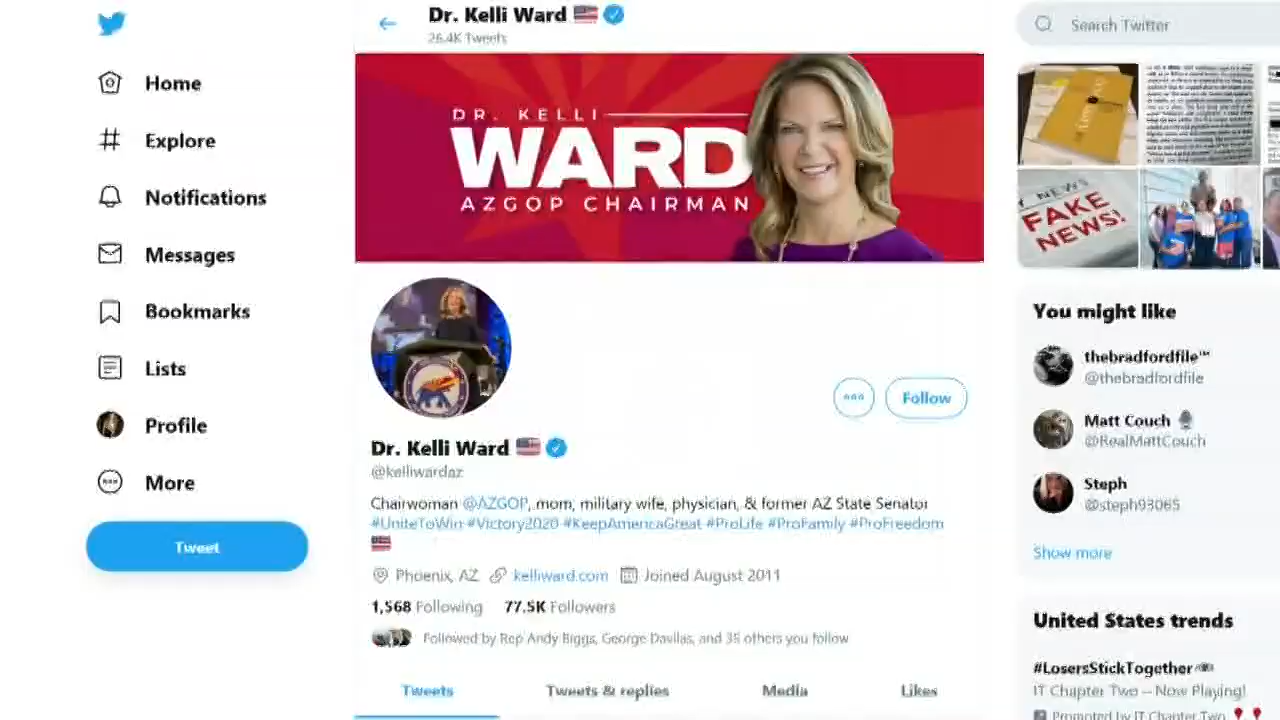 Home
Explore
Notifications
Messages
Bookmarks
Lists
Profile
More
Tweet
Dr. Kelli Ward
26.4K Tweets
DR. KELLI
WARD
AZGOP CHAIRMAN
Follow
Dr. Kelli Ward
@kelliwardaz
Chairwoman @AZGOP, mom, military wife, physician, & former AZ State Senator
#UniteToWin #Victory2020 #KeepAmericaGreat #ProLife #ProFamily #ProFreedom
Phoenix, AZ kelliward.com Joined August 2011
1,568 Following 77.5K Followers
Followed by Rep Andy Biggs, George Davilas, and 35 others you follow
Tweets Tweets & replies Media Likes
Search Twitter
NEWS
FAKE
NEWS!
You might like
thebradfordfile™
@thebradfordfile
Matt Couch
@RealMattCouch
Steph
@steph93065
Show more
United States trends
#LosersStickTogether
IT Chapter Two – Now Playing!
Promoted by IT Chapter Two